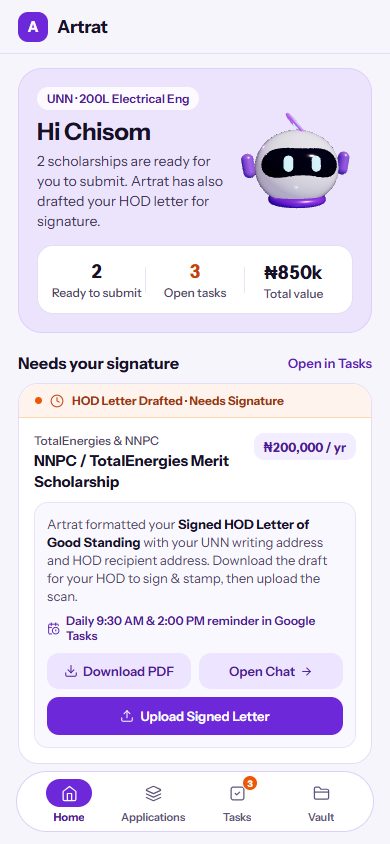 A Artrat
UNN · 200L Electrical Eng
Hi Chisom
2 scholarships are ready for
you to submit. Artrat has also
drafted your HOD letter for
signature.
2 3 ₦850k
Ready to submit Open tasks Total value
Needs your signature Open in Tasks
HOD Letter Drafted · Needs Signature
TotalEnergies & NNPC
NNPC / TotalEnergies Merit
Scholarship
₦200,000 / yr
Artrat formatted your Signed HOD Letter of
Good Standing with your UNN writing address
and HOD recipient address. Download the draft
for your HOD to sign & stamp, then upload the
scan.
Daily 9:30 AM & 2:00 PM reminder in Google
Tasks
Download PDF Open Chat →
Upload Signed Letter
3
Home Applications Tasks Vault